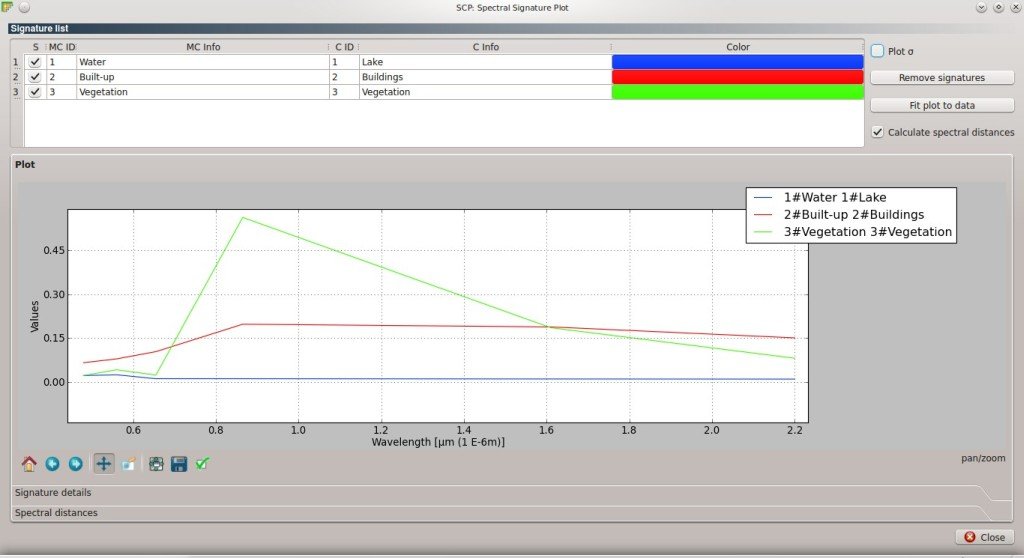 SCP: Spectral Signature Plot
Signature list
S MC ID MC Info C ID C Info Color
1 1 Water 1 Lake
2 2 Built-up 2 Buildings
3 3 Vegetation 3 Vegetation
Plot σ
Remove signatures
Fit plot to data
Calculate spectral distances
Plot
1#Water 1#Lake
2#Built-up 2#Buildings
3#Vegetation 3#Vegetation
Values
0.45
0.30
0.15
0.00
0.6 0.8 1.0 1.2 1.4 1.6 1.8 2.0 2.2
Wavelength [µm (1 E-6m)]
pan/zoom
Signature details
Spectral distances
Close